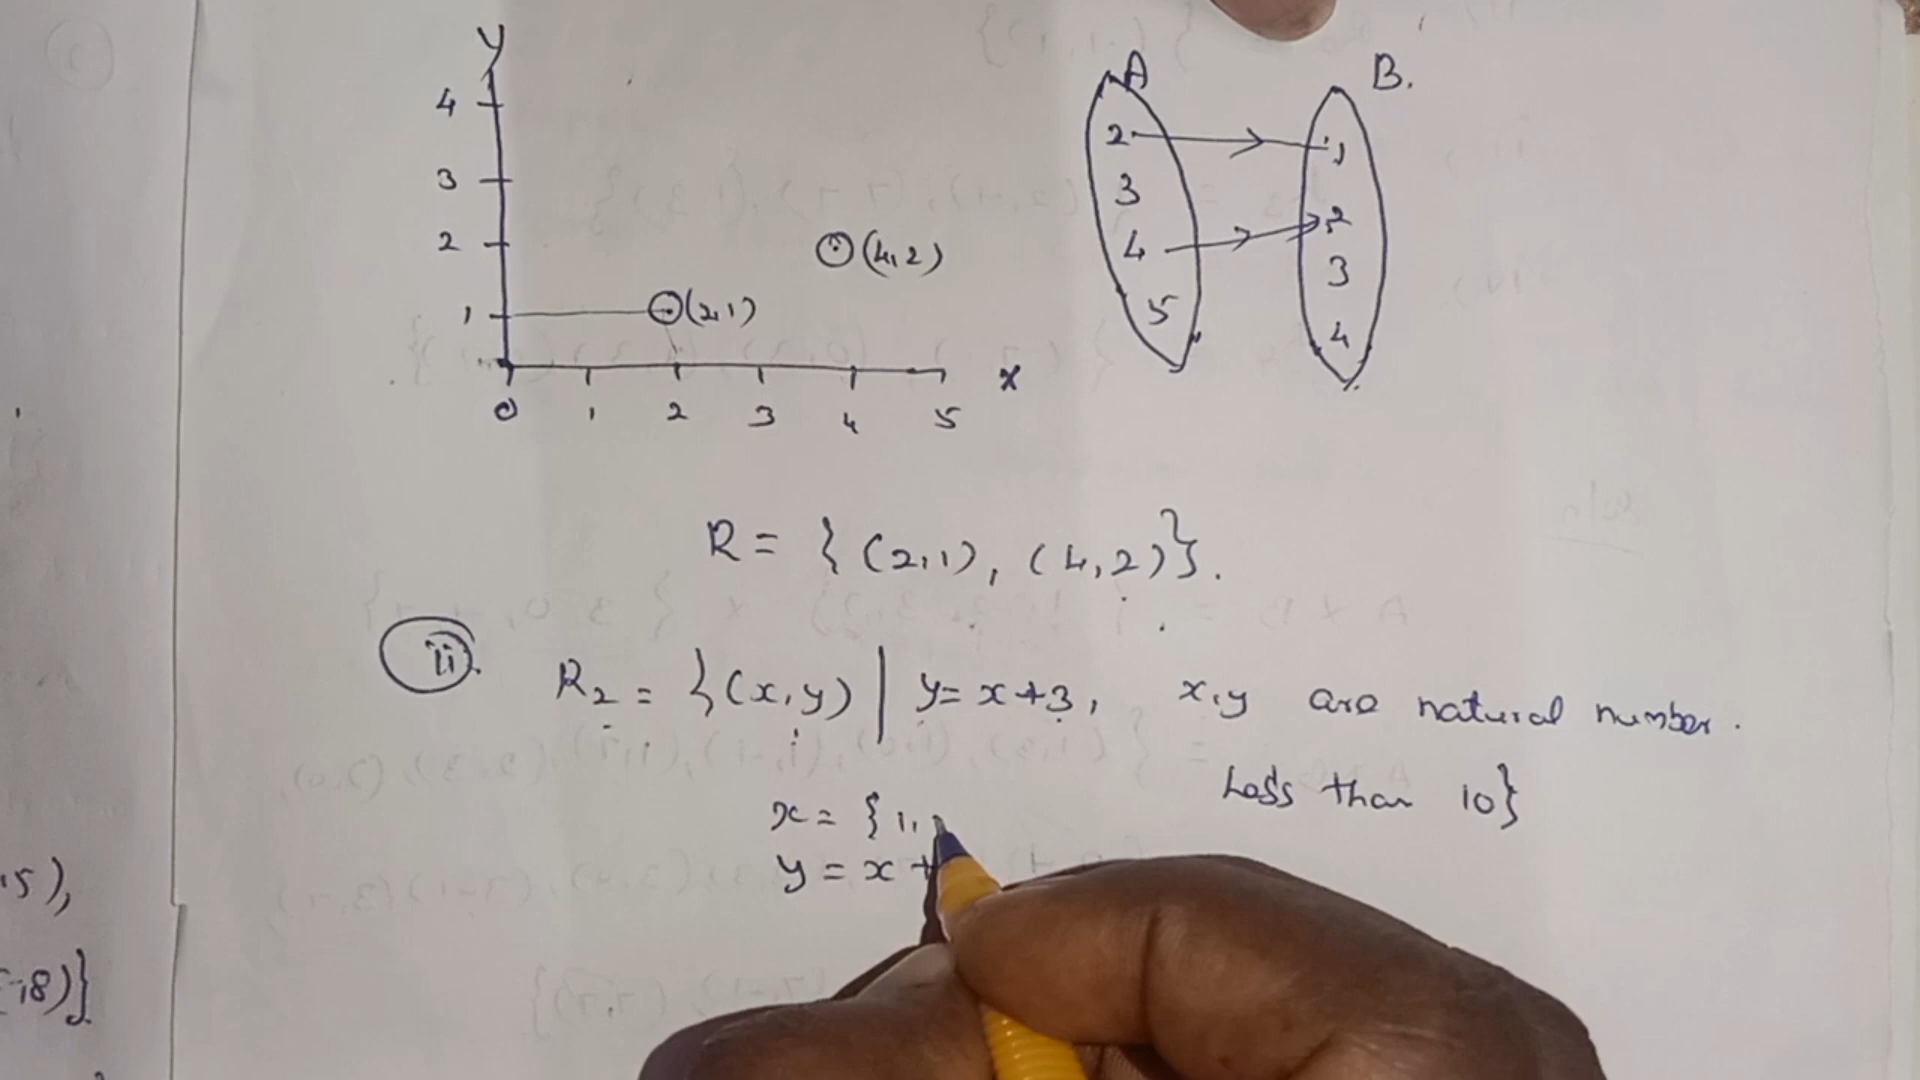 y
4
3
2
1
0 1 2 3 4 5 x
(4,2)
(2,1)
A
2
3
4
5
B.
1
2
3
4
R = { (2,1), (4,2)}.
ii.
R2 = {(x,y) | y=x+3, x,y are natural number.
Less than 10}
x = { 1,
y = x +
5),
18)}